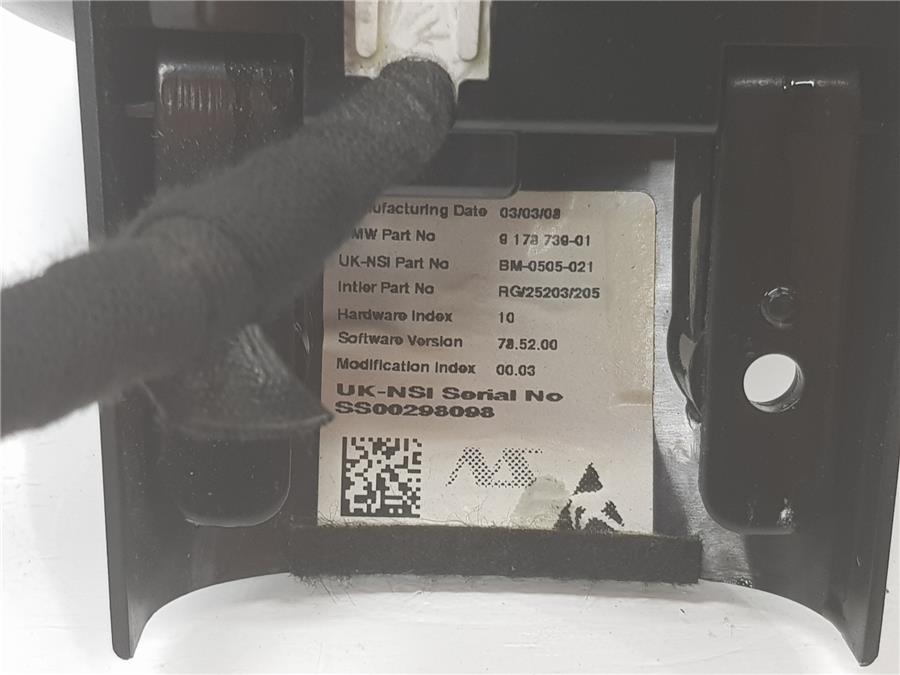 nufacturing Date 03/03/08
MW Part No 9 178 739-01
UK-NSI Part No BM-0505-021
Intier Part No RG/25203/205
Hardware Index 10
Software Version 78.52.00
Modification Index 00.03
UK-NSI Serial No
SS00298098